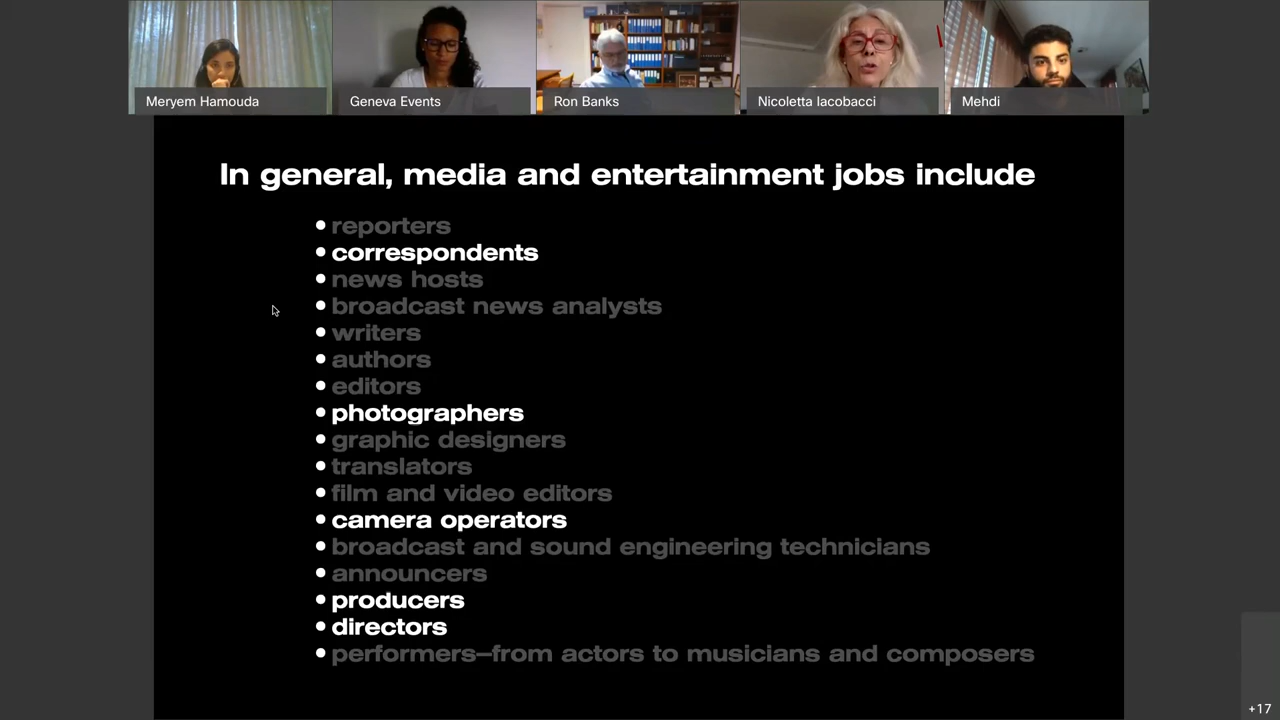 Meryem Hamouda
Geneva Events
Ron Banks
Nicoletta Iacobacci
Mehdi
In general, media and entertainment jobs include
• reporters
• correspondents
• news hosts
• broadcast news analysts
• writers
• authors
• editors
• photographers
• graphic designers
• translators
• film and video editors
• camera operators
• broadcast and sound engineering technicians
• announcers
• producers
• directors
• performers—from actors to musicians and composers
+17